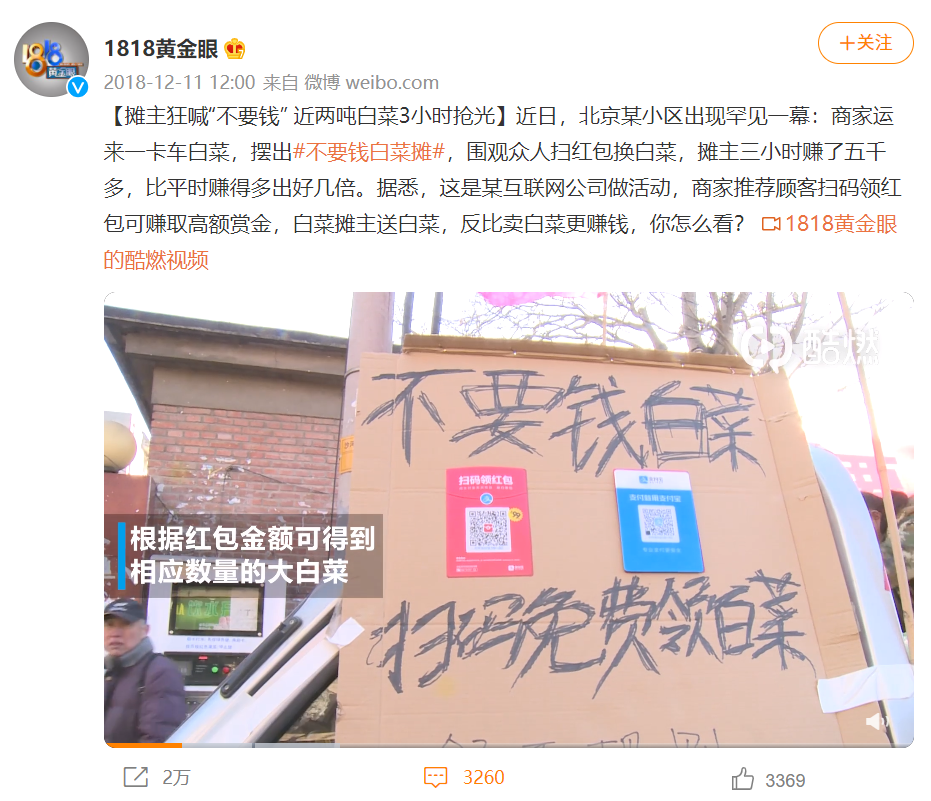 1818黄金眼
+关注
2018-12-11 12:00 来自 微博 weibo.com
【摊主狂喊“不要钱” 近两吨白菜3小时抢光】近日，北京某小区出现罕见一幕：商家运
来一卡车白菜，摆出#不要钱白菜摊#，围观众人扫红包换白菜，摊主三小时赚了五千
多，比平时赚得多出好几倍。据悉，这是某互联网公司做活动，商家推荐顾客扫码领红
包可赚取高额赏金，白菜摊主送白菜，反比卖白菜更赚钱，你怎么看？ 1818黄金眼
的酷燃视频
酷燃
不要钱白菜
扫码领红包
支付宝
根据红包金额可得到
相应数量的大白菜
扫码免费领白菜
2万
3260
3369